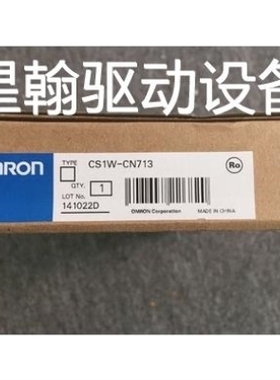 星翰驱动设备
OMRON
TYPE CS1W-CN713
QTY. 1
LOT No. 141022D
OMRON Corporation MADE IN CHINA
Ro